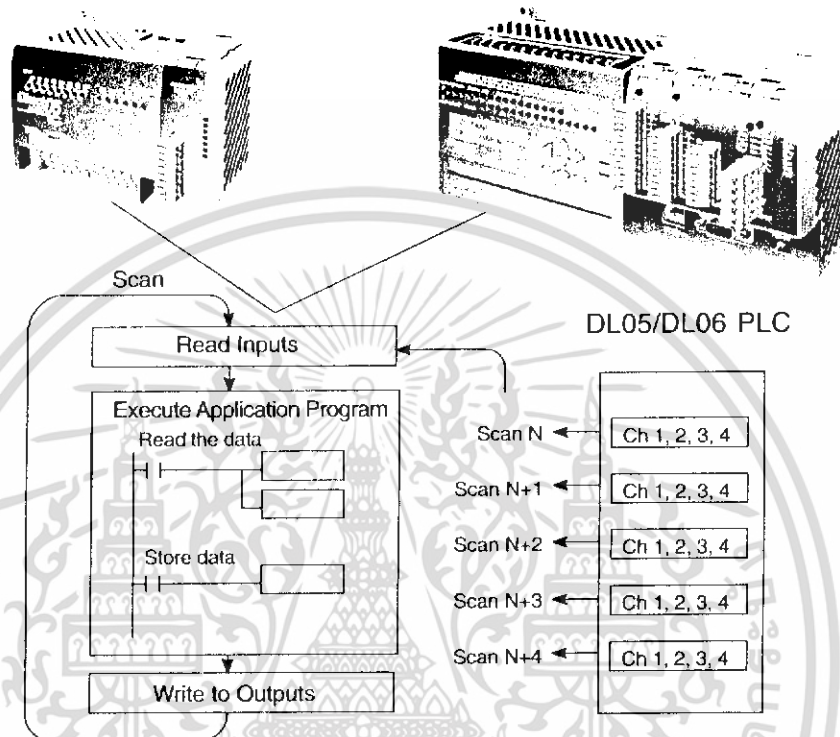 Scan
Read Inputs
Execute Application Program
Read the data
Store data
Write to Outputs
DL05/DL06 PLC
Scan N
Ch 1, 2, 3, 4
Scan N+1
Ch 1, 2, 3, 4
Scan N+2
Ch 1, 2, 3, 4
Scan N+3
Ch 1, 2, 3, 4
Scan N+4
Ch 1, 2, 3, 4